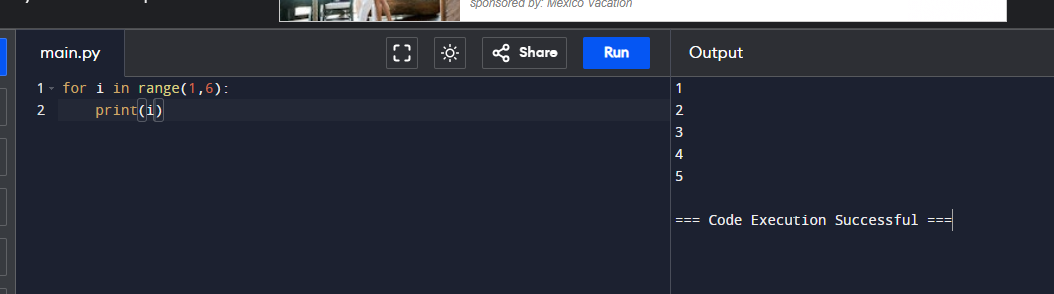 sponsored by: Mexico Vacation
main.py
Share
Run
Output
1 for i in range(1,6):
2     print(i)
1
2
3
4
5
=== Code Execution Successful ===